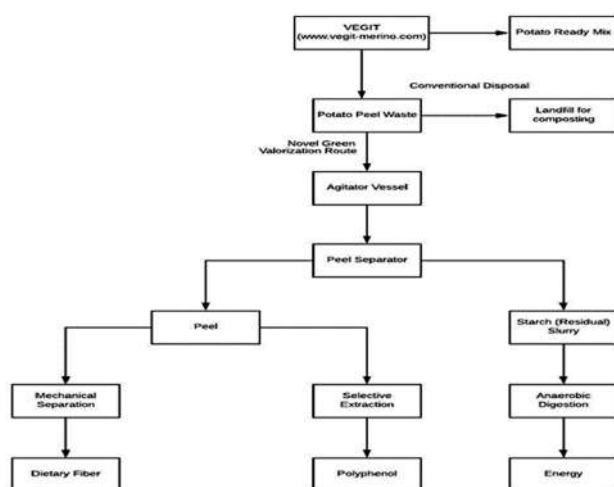 VEGIT
(www.vegit-merino.com)
Potato Ready Mix
Conventional Disposal
Potato Peel Waste
Landfill for
composting
Novel Green
Valorization Route
Agitator Vessel
Peel Separator
Peel
Starch (Residual)
Slurry
Mechanical
Separation
Selective
Extraction
Anaerobic
Digestion
Dietary Fiber
Polyphenol
Energy